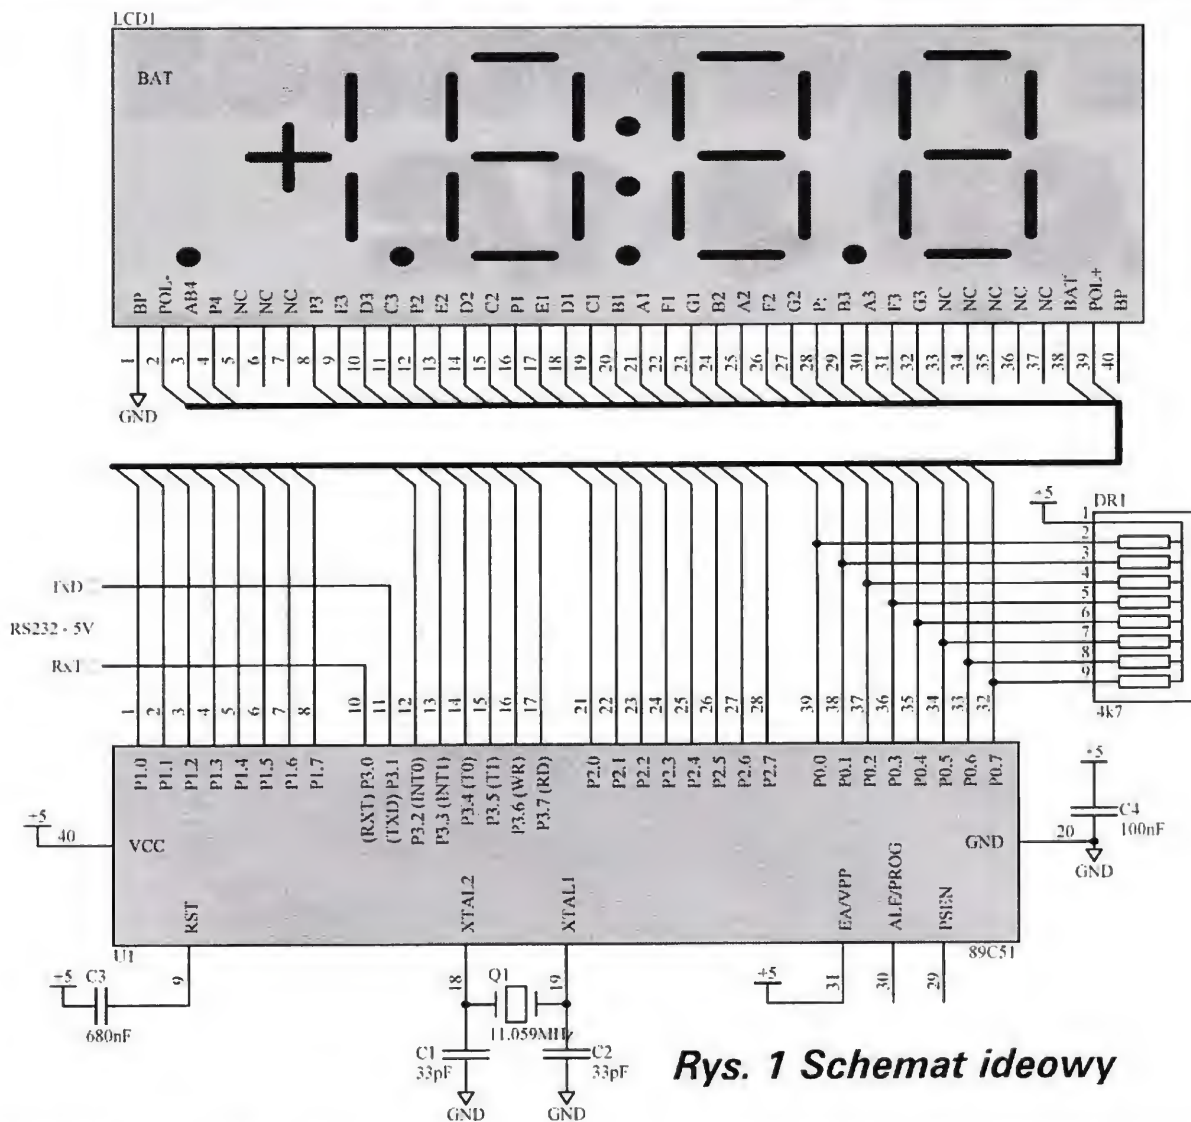 LCD1
BAT
BP POL- AB4 P4 NC NC NC P3 E3 D3 C3 P2 E2 D2 C2 P1 E1 D1 C1 B1 A1 F1 G1 B2 A2 F2 G2 P; B3 A3 F3 G3 NC NC NC NC NC BAT POL+ BP
1 2 3 4 5 6 7 8 9 10 11 12 13 14 15 16 17 18 19 20 21 22 23 24 25 26 27 28 29 30 31 32 33 34 35 36 37 38 39 40
GND
+5
DR1
1
2
3
4
5
6
7
8
9
4k7
TxD
RS232 - 5V
RxT
1 2 3 4 5 6 7 8 10 11 12 13 14 15 16 17 21 22 23 24 25 26 27 28 39 38 37 36 35 34 33 32
P1.0 P1.1 P1.2 P1.3 P1.4 P1.5 P1.6 P1.7 (RXT) P3.0 (TXD) P3.1 P3.2 (INT0) P3.3 (INT1) P3.4 (T0) P3.5 (T1) P3.6 (WR) P3.7 (RD) P2.0 P2.1 P2.2 P2.3 P2.4 P2.5 P2.6 P2.7 P0.0 P0.1 P0.2 P0.3 P0.4 P0.5 P0.6 P0.7
+5
40
VCC
GND
20
+5
C4
100nF
GND
RST
XTAL2
XTAL1
EA/VPP
ALE/PROG
PSEN
U1
89C51
+5
C3
680nF
9
18
Q1
11.059MHz
19
+5
31
30
29
C1
33pF
GND
C2
33pF
GND
Rys. 1 Schemat ideowy